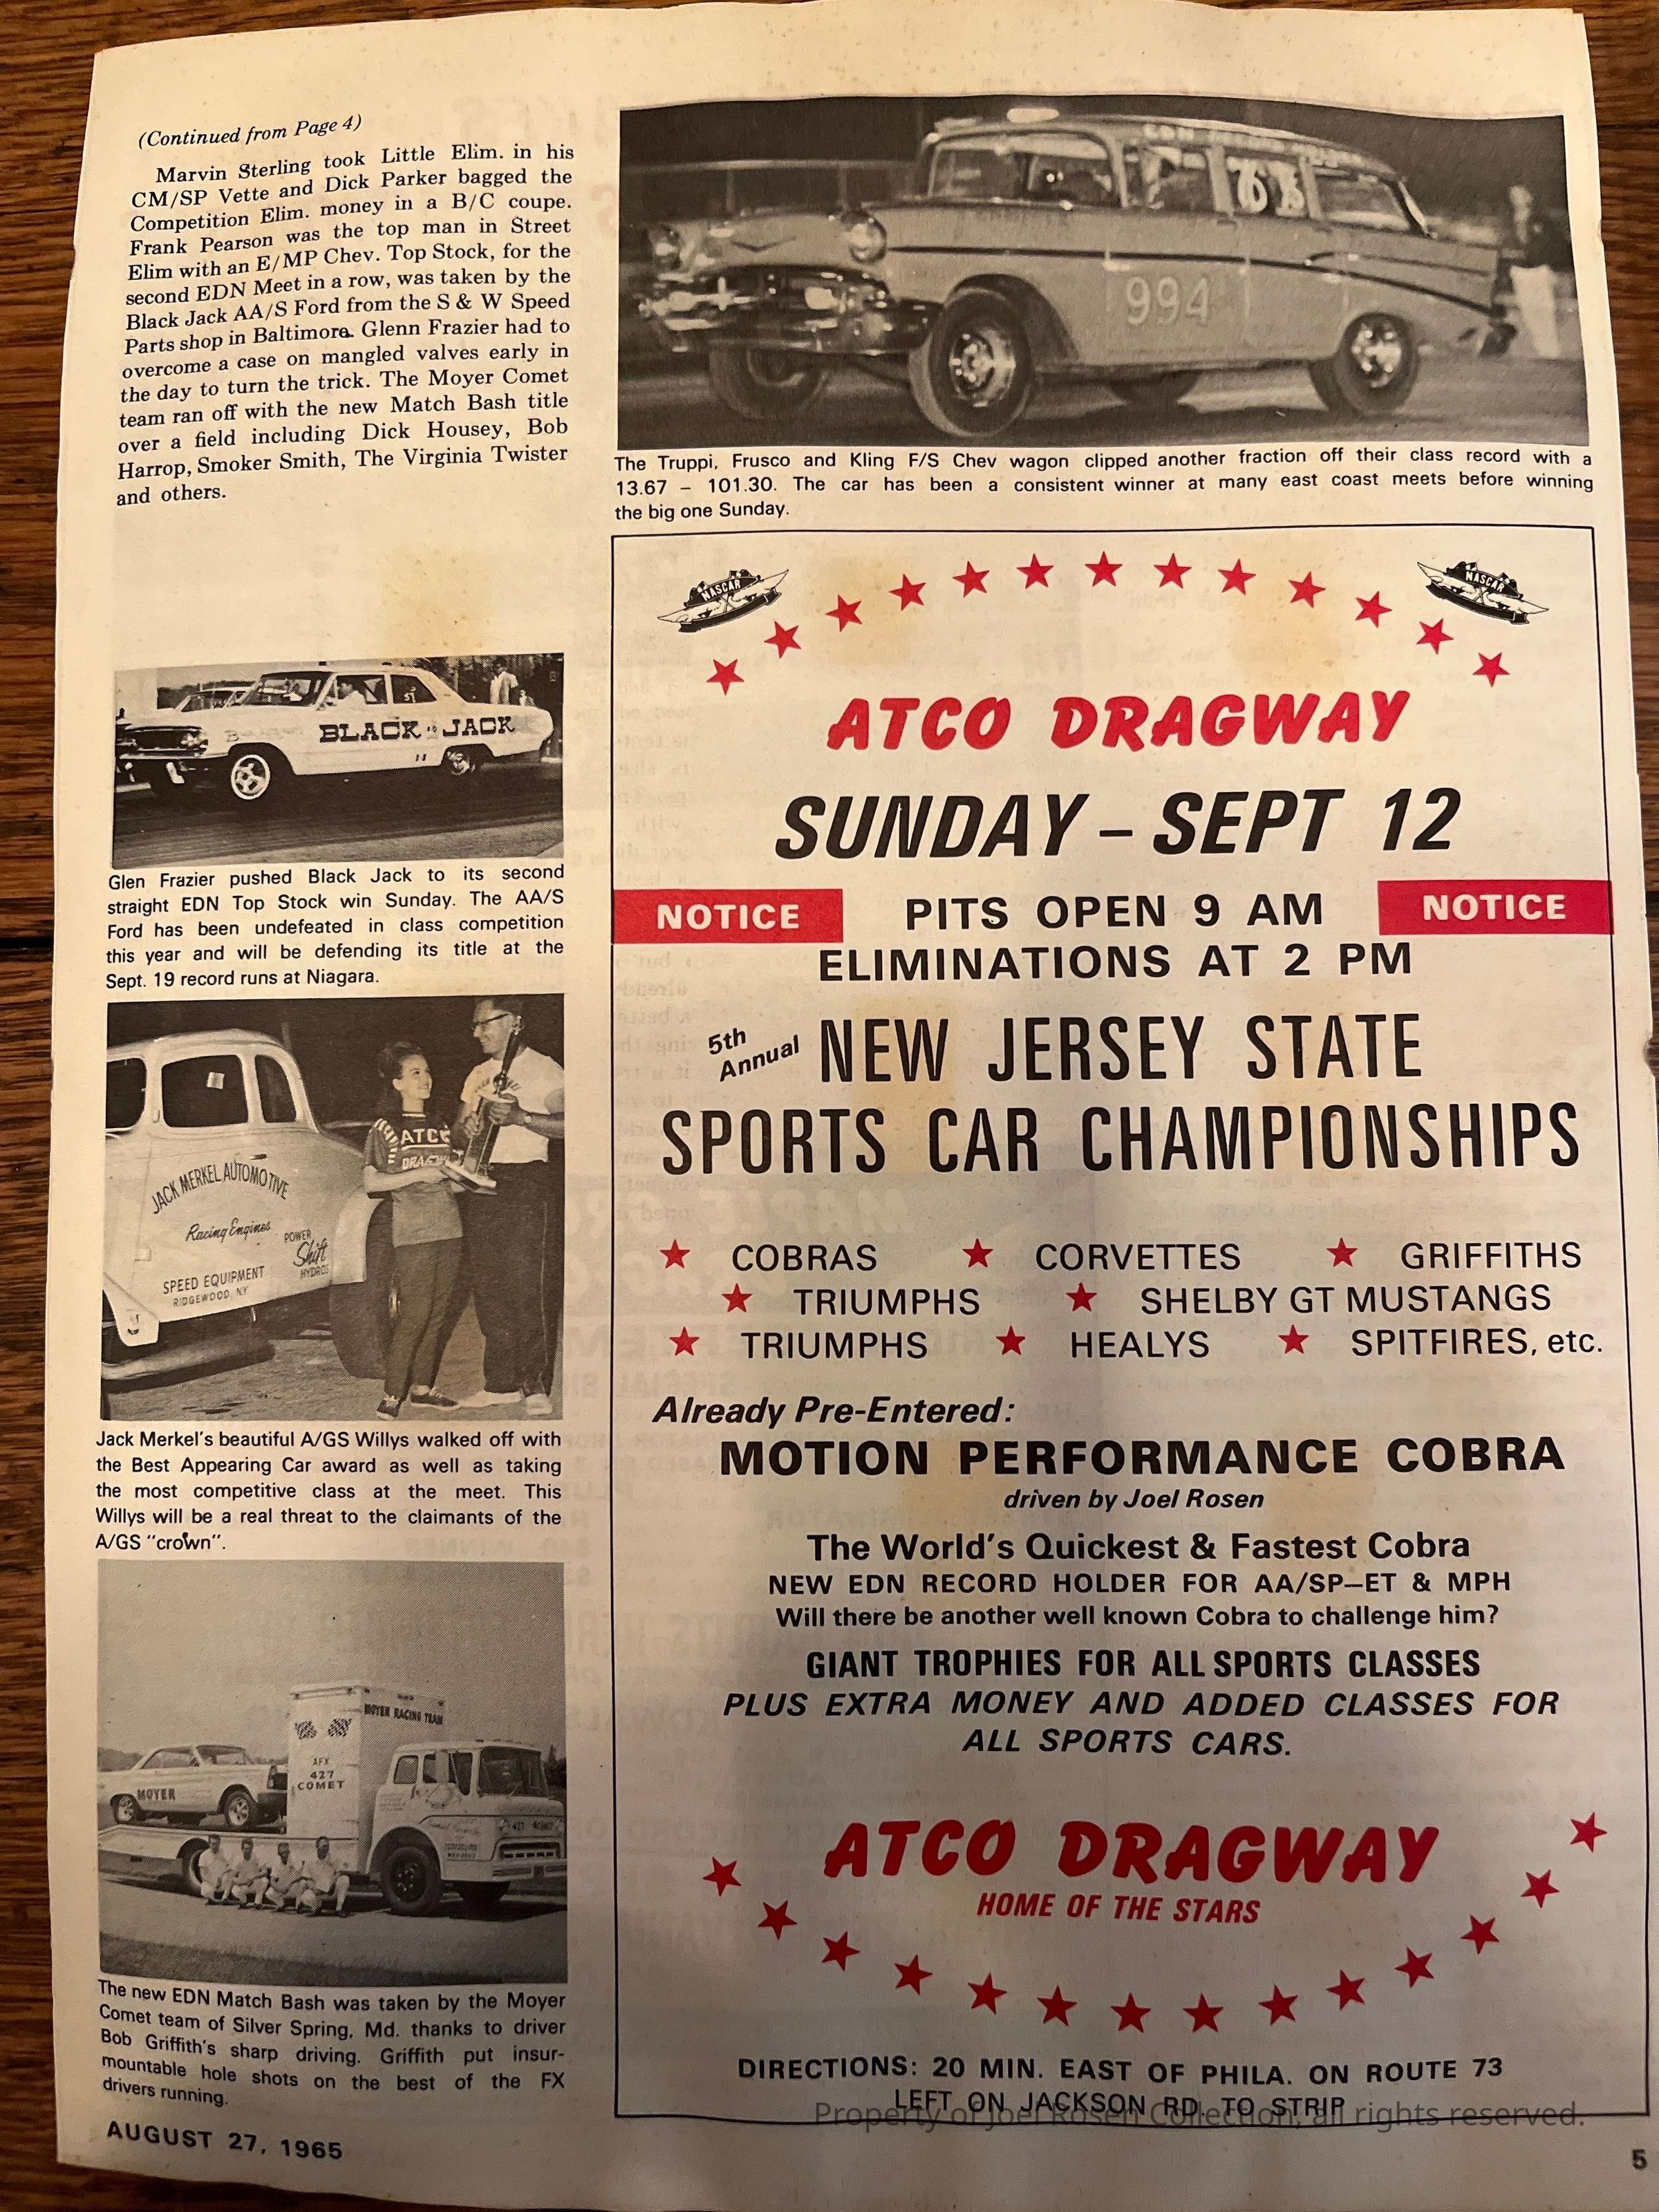 (Continued from Page 4)
Marvin Sterling took Little Elim. in his
CM/SP Vette and Dick Parker bagged the
Competition Elim. money in a B/C coupe.
Frank Pearson was the top man in Street
Elim with an E/MP Chev. Top Stock, for the
second EDN Meet in a row, was taken by the
Black Jack AA/S Ford from the S & W Speed
Parts shop in Baltimore. Glenn Frazier had to
overcome a case on mangled valves early in
the day to turn the trick. The Moyer Comet
team ran off with the new Match Bash title
over a field including Dick Housey, Bob
Harrop, Smoker Smith, The Virginia Twister
and others.
994
The Truppi, Frusco and Kling F/S Chev wagon clipped another fraction off their class record with a
13.67 – 101.30. The car has been a consistent winner at many east coast meets before winning
the big one Sunday.
BLACK JACK
Glen Frazier pushed Black Jack to its second
straight EDN Top Stock win Sunday. The AA/S
Ford has been undefeated in class competition
this year and will be defending its title at the
Sept. 19 record runs at Niagara.
ATCO
DRAGWAY
JACK MERKEL AUTOMOTIVE
Racing Engines
POWER
Shift
HYDROS
SPEED EQUIPMENT
RIDGEWOOD, NY
Jack Merkel's beautiful A/GS Willys walked off with
the Best Appearing Car award as well as taking
the most competitive class at the meet. This
Willys will be a real threat to the claimants of the
A/GS "crown".
MOYER RACING TEAM
AFX
427
COMET
MOYER
The new EDN Match Bash was taken by the Moyer
Comet team of Silver Spring, Md. thanks to driver
Bob Griffith's sharp driving. Griffith put insur-
mountable hole shots on the best of the FX
drivers running.
AUGUST 27, 1965
NASCAR
NASCAR
ATCO DRAGWAY
SUNDAY – SEPT 12
NOTICE PITS OPEN 9 AM NOTICE
ELIMINATIONS AT 2 PM
5th
Annual
NEW JERSEY STATE
SPORTS CAR CHAMPIONSHIPS
★ COBRAS ★ CORVETTES ★ GRIFFITHS
★ TRIUMPHS ★ SHELBY GT MUSTANGS
★ TRIUMPHS ★ HEALYS ★ SPITFIRES, etc.
Already Pre-Entered:
MOTION PERFORMANCE COBRA
driven by Joel Rosen
The World's Quickest & Fastest Cobra
NEW EDN RECORD HOLDER FOR AA/SP–ET & MPH
Will there be another well known Cobra to challenge him?
GIANT TROPHIES FOR ALL SPORTS CLASSES
PLUS EXTRA MONEY AND ADDED CLASSES FOR
ALL SPORTS CARS.
ATCO DRAGWAY
HOME OF THE STARS
DIRECTIONS: 20 MIN. EAST OF PHILA. ON ROUTE 73
LEFT ON JACKSON RD. TO STRIP
Property of Joel Rosen Collection, all rights reserved.
5